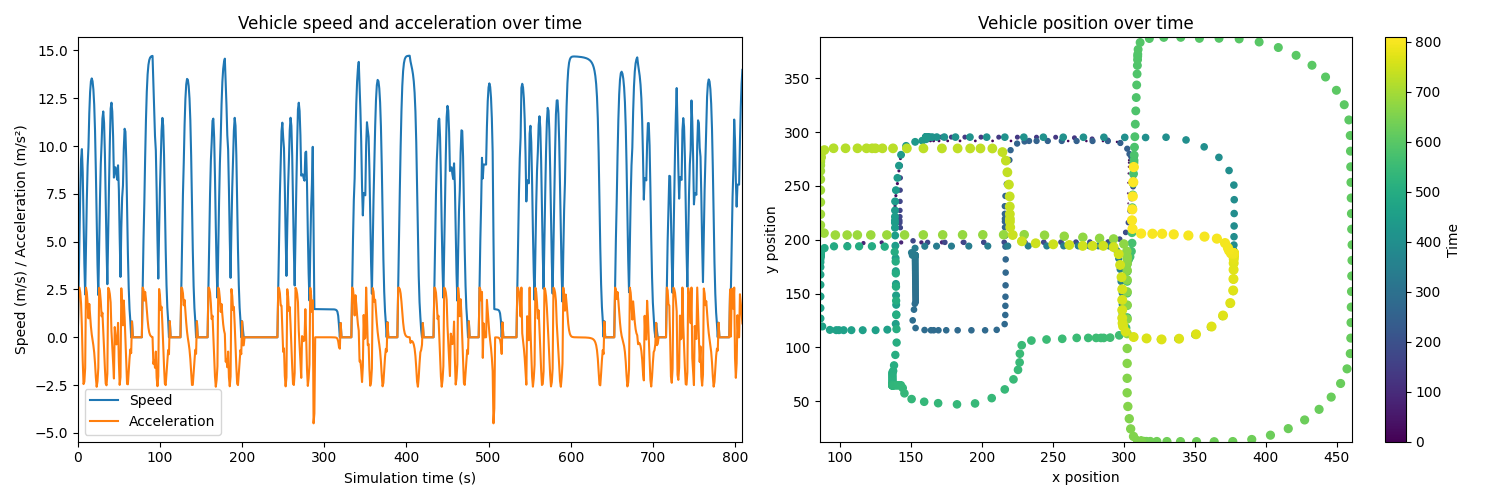 Vehicle speed and acceleration over time
Speed (m/s) / Acceleration (m/s²)
15.0
12.5
10.0
7.5
5.0
2.5
0.0
−2.5
−5.0
Speed
Acceleration
0 100 200 300 400 500 600 700 800
Simulation time (s)
Vehicle position over time
y position
350
300
250
200
150
100
50
100 150 200 250 300 350 400 450
x position
800
700
600
500
400
300
200
100
0
Time